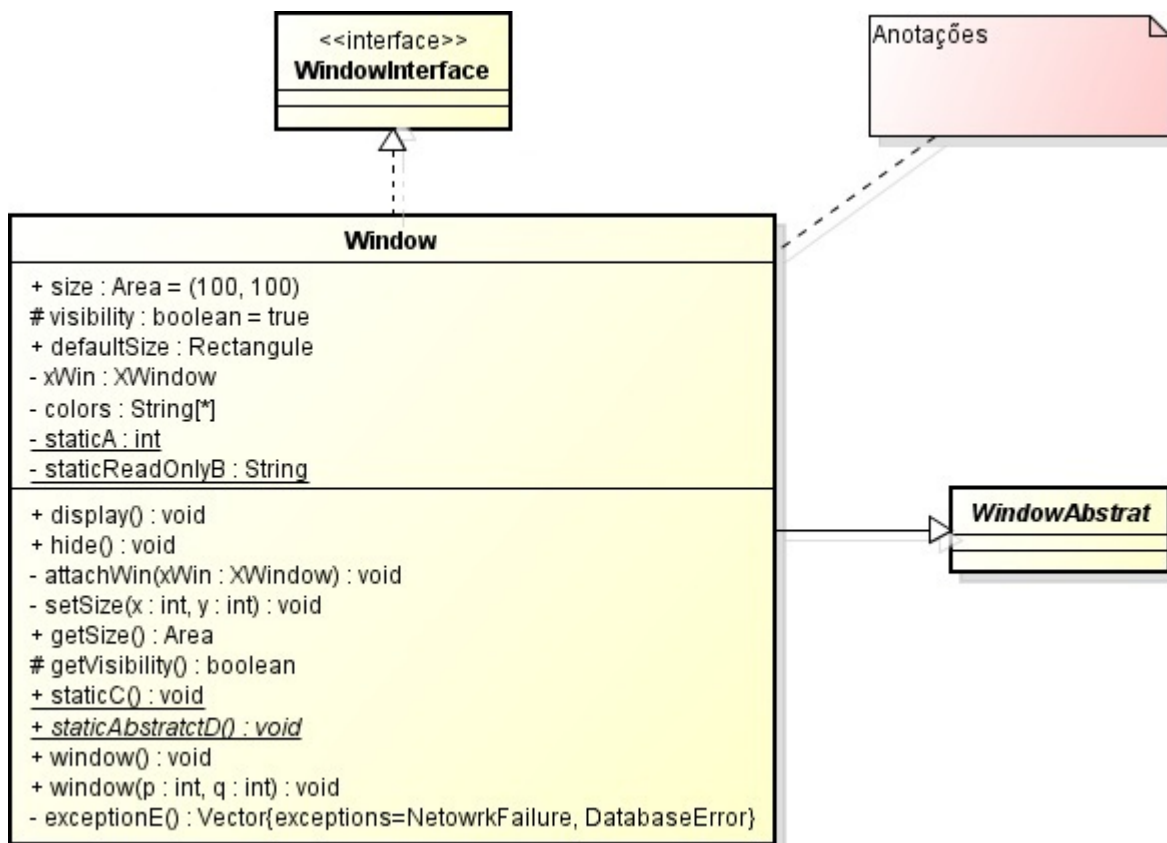 <<interface>>
WindowInterface
Anotações
Window
+ size : Area = (100, 100)
# visibility : boolean = true
+ defaultSize : Rectangule
- xWin : XWindow
- colors : String[*]
- staticA : int
- staticReadOnlyB : String
+ display() : void
+ hide() : void
- attachWin(xWin : XWindow) : void
- setSize(x : int, y : int) : void
+ getSize() : Area
# getVisibility() : boolean
+ staticC() : void
+ staticAbstratctD() : void
+ window() : void
+ window(p : int, q : int) : void
- exceptionE() : Vector{exceptions=NetowrkFailure, DatabaseError}
WindowAbstrat